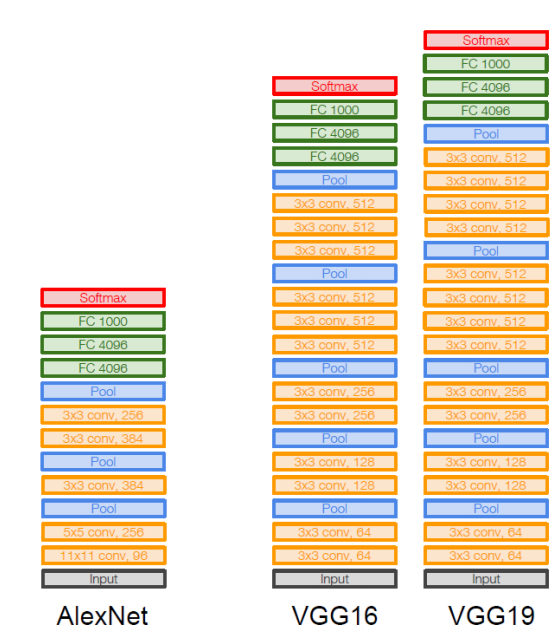 Softmax
FC 1000
FC 4096
FC 4096
Pool
3x3 conv, 256
3x3 conv, 384
Pool
3x3 conv, 384
Pool
5x5 conv, 256
11x11 conv, 96
Input
AlexNet
Softmax
FC 1000
FC 4096
FC 4096
Pool
3x3 conv, 512
3x3 conv, 512
3x3 conv, 512
Pool
3x3 conv, 512
3x3 conv, 512
3x3 conv, 512
Pool
3x3 conv, 256
3x3 conv, 256
Pool
3x3 conv, 128
3x3 conv, 128
Pool
3x3 conv, 64
3x3 conv, 64
Input
VGG16
Softmax
FC 1000
FC 4096
FC 4096
Pool
3x3 conv, 512
3x3 conv, 512
3x3 conv, 512
3x3 conv, 512
Pool
3x3 conv, 512
3x3 conv, 512
3x3 conv, 512
3x3 conv, 512
Pool
3x3 conv, 256
3x3 conv, 256
Pool
3x3 conv, 128
3x3 conv, 128
Pool
3x3 conv, 64
3x3 conv, 64
Input
VGG19